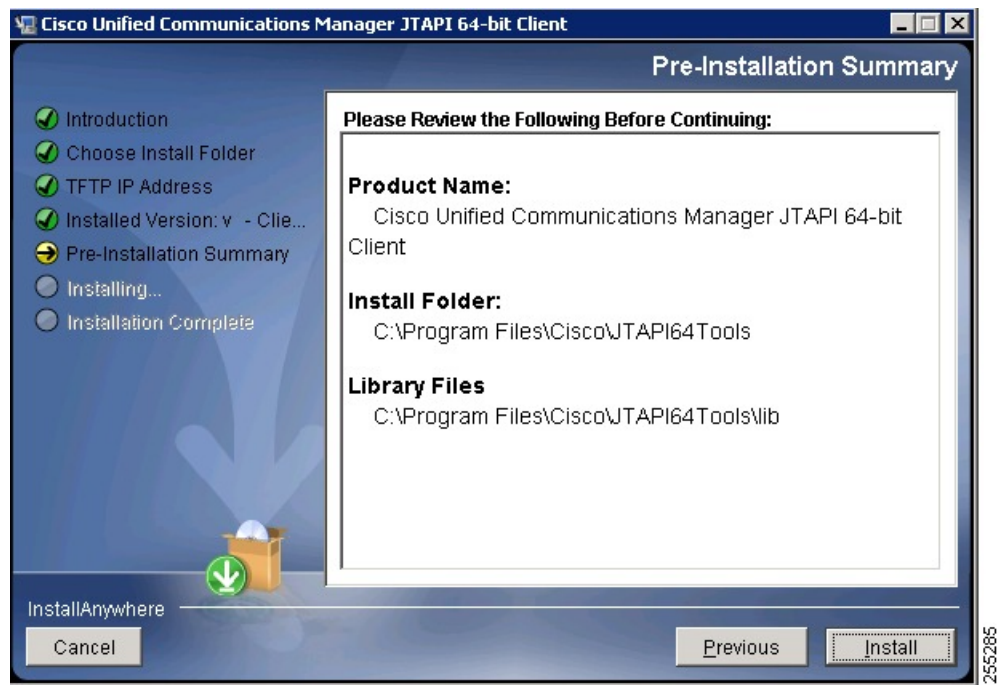 Cisco Unified Communications Manager JTAPI 64-bit Client
Pre-Installation Summary
Introduction
Choose Install Folder
TFTP IP Address
Installed Version: v - Clie...
Pre-Installation Summary
Installing...
Installation Complete
Please Review the Following Before Continuing:
Product Name:
Cisco Unified Communications Manager JTAPI 64-bit
Client
Install Folder:
C:\Program Files\Cisco\JTAPI64Tools
Library Files
C:\Program Files\Cisco\JTAPI64Tools\lib
InstallAnywhere
Cancel
Previous
Install
255285